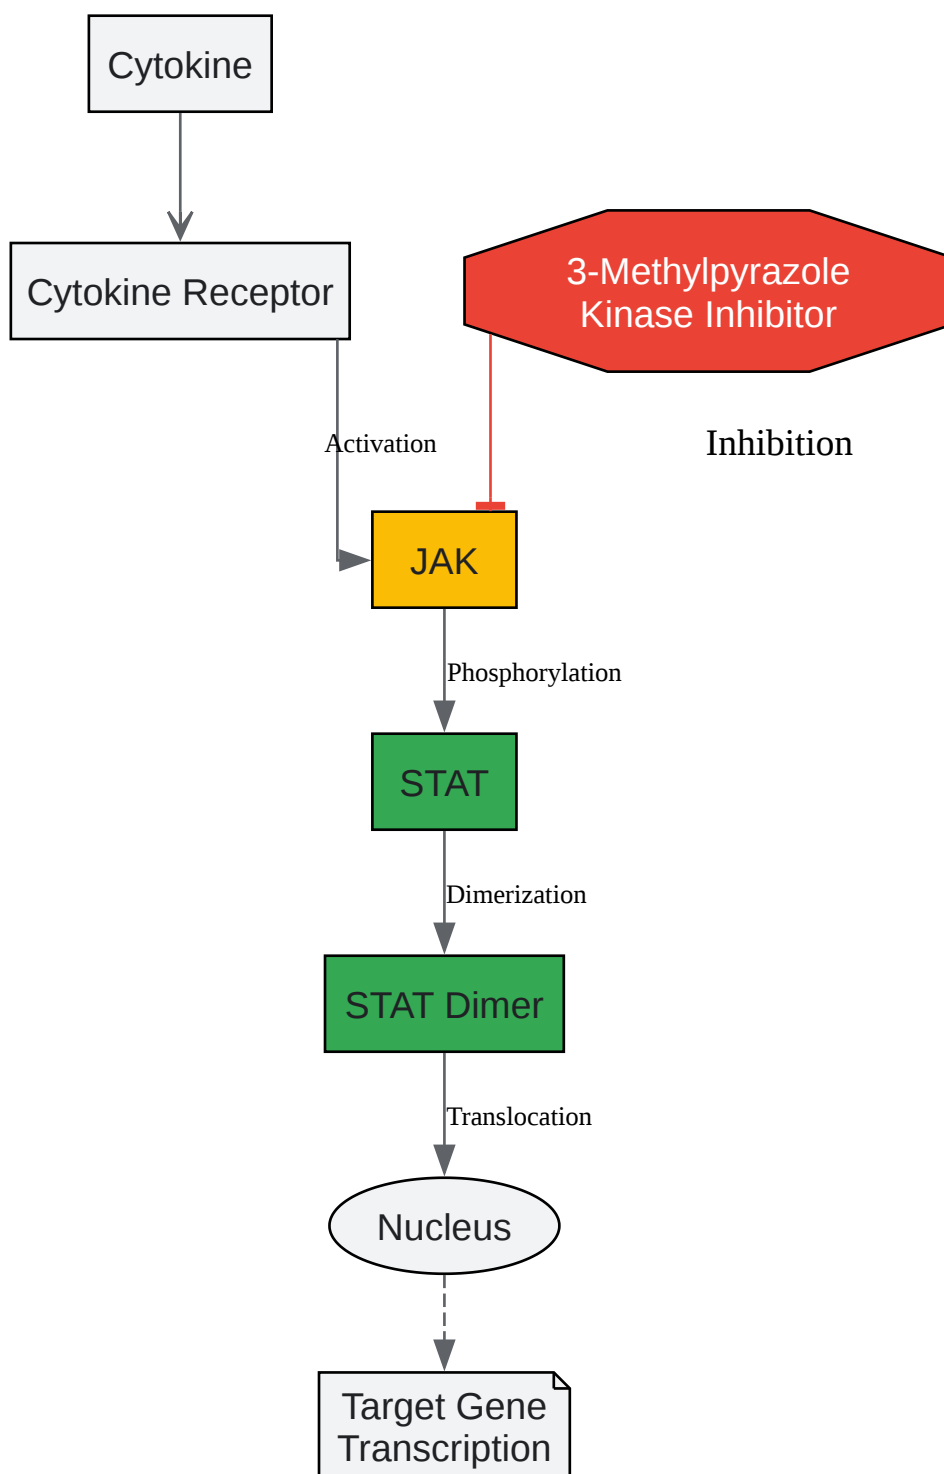 Cytokine
Cytokine Receptor
3-Methylpyrazole
Kinase Inhibitor
Activation
Inhibition
JAK
Phosphorylation
STAT
Dimerization
STAT Dimer
Translocation
Nucleus
Target Gene
Transcription